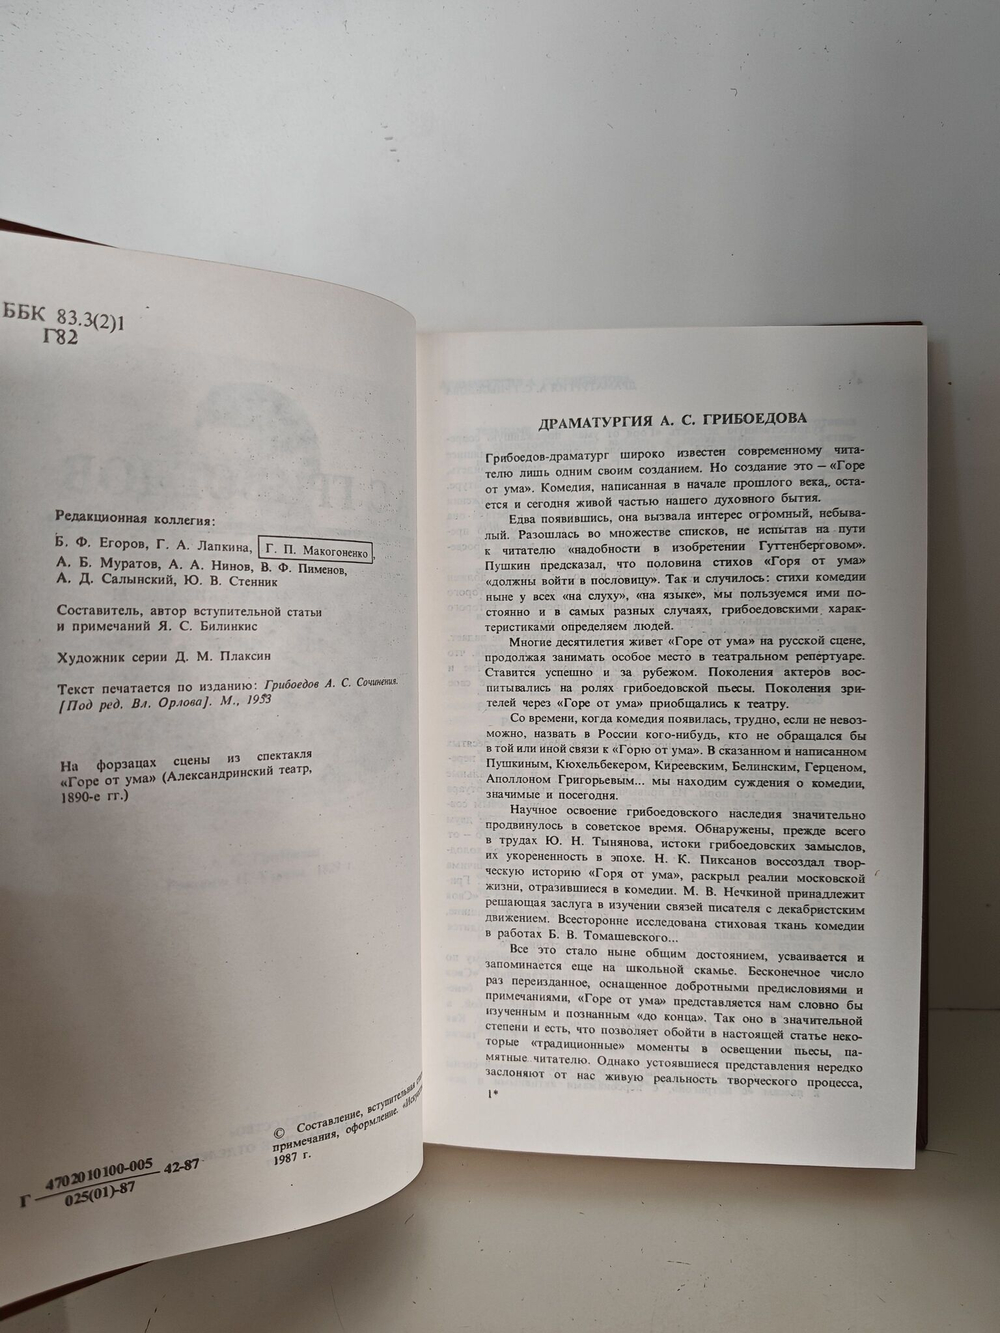 ББК 83.3(2)1
Г82
Редакционная коллегия:
Б. Ф. Егоров, Г. А. Лапкина, Г. П. Макогоненко,
А. Б. Муратов, А. А. Нинов, В. Ф. Пименов,
А. Д. Салынский, Ю. В. Стенник
Составитель, автор вступительной статьи
и примечаний Я. С. Билинкис
Художник серии Д. М. Плаксин
Текст печатается по изданию: Грибоедов А. С. Сочинения.
[Под ред. Вл. Орлова]. М., 1953
На форзацах сцены из спектакля
«Горе от ума» (Александринский театр,
1890-е гг.)
© Составление, вступительная
примечания, оформление.
1987 г.
Г 4702010100-005 42-87
025(01)-87
ДРАМАТУРГИЯ А. С. ГРИБОЕДОВА
Грибоедов-драматург широко известен современному чита-
телю лишь одним своим созданием. Но создание это — «Горе
от ума». Комедия, написанная в начале прошлого века, оста-
ется и сегодня живой частью нашего духовного бытия.
Едва появившись, она вызвала интерес огромный, небыва-
лый. Разошлась во множестве списков, не испытав на пути
к читателю «надобности в изобретении Гуттенберговом».
Пушкин предсказал, что половина стихов «Горя от ума»
«должны войти в пословицу». Так и случилось: стихи комедии
ныне у всех «на слуху», «на языке», мы пользуемся ими по-
стоянно и в самых разных случаях, грибоедовскими харак-
теристиками определяем людей.
Многие десятилетия живет «Горе от ума» на русской сцене,
продолжая занимать особое место в театральном репертуаре.
Ставится успешно и за рубежом. Поколения актеров вос-
питывались на ролях грибоедовской пьесы. Поколения зри-
телей через «Горе от ума» приобщались к театру.
Со времени, когда комедия появилась, трудно, если не невоз-
можно, назвать в России кого-нибудь, кто не обращался бы
в той или иной связи к «Горю от ума». В сказанном и написанном
Пушкиным, Кюхельбекером, Киреевским, Белинским, Герценом,
Аполлоном Григорьевым... мы находим суждения о комедии,
значимые и посегодня.
Научное освоение грибоедовского наследия значительно
продвинулось в советское время. Обнаружены, прежде всего
в трудах Ю. Н. Тынянова, истоки грибоедовских замыслов,
их укорененность в эпохе. Н. К. Пиксанов воссоздал твор-
ческую историю «Горя от ума», раскрыл реалии московской
жизни, отразившиеся в комедии. М. В. Нечкиной принадлежит
решающая заслуга в изучении связей писателя с декабристским
движением. Всесторонне исследована стиховая ткань комедии
в работах Б. В. Томашевского...
Все это стало ныне общим достоянием, усваивается и
запоминается еще на школьной скамье. Бесконечное число
раз переизданное, оснащенное добротными предисловиями и
примечаниями, «Горе от ума» представляется нам словно бы
изученным и познанным «до конца». Так оно в значительной
степени и есть, что позволяет обойти в настоящей статье неко-
торые «традиционные» моменты в освещении пьесы, па-
мятные читателю. Однако устоявшиеся представления нередко
заслоняют от нас живую реальность творческого процесса,
1*